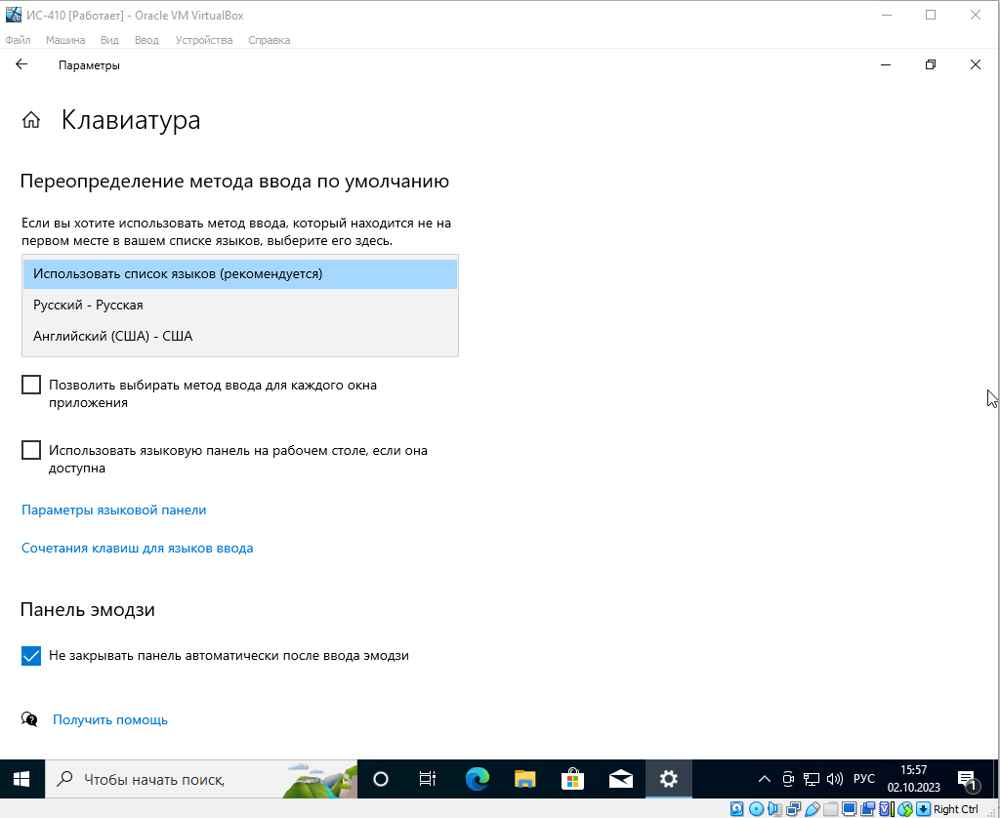 ИС-410 [Работает] - Oracle VM VirtualBox
Файл Машина Вид Ввод Устройства Справка
Параметры
Клавиатура
Переопределение метода ввода по умолчанию
Если вы хотите использовать метод ввода, который находится не на
первом месте в вашем списке языков, выберите его здесь.
Использовать список языков (рекомендуется)
Русский - Русская
Английский (США) - США
Позволить выбирать метод ввода для каждого окна
приложения
Использовать языковую панель на рабочем столе, если она
доступна
Параметры языковой панели
Сочетания клавиш для языков ввода
Панель эмодзи
Не закрывать панель автоматически после ввода эмодзи
Получить помощь
Чтобы начать поиск,
РУС
15:57
02.10.2023
1
Right Ctrl